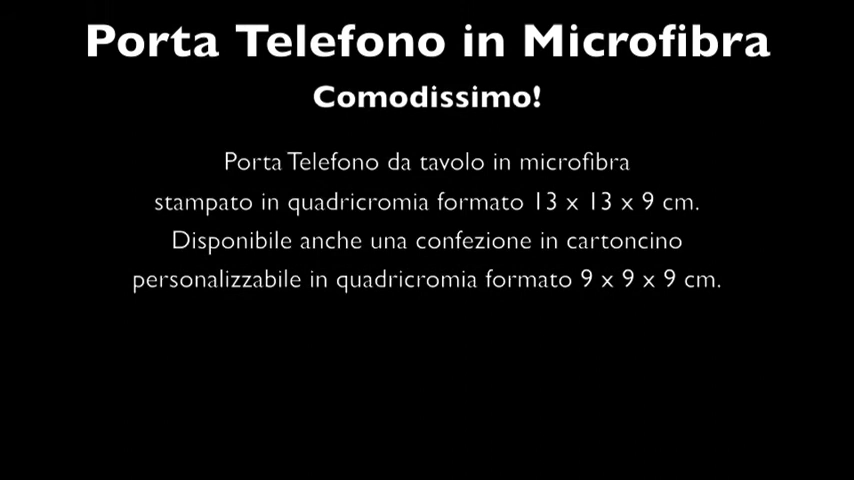 Porta Telefono in Microfibra
Comodissimo!
Porta Telefono da tavolo in microfibra
stampato in quadricromia formato 13 x 13 x 9 cm.
Disponibile anche una confezione in cartoncino
personalizzabile in quadricromia formato 9 x 9 x 9 cm.